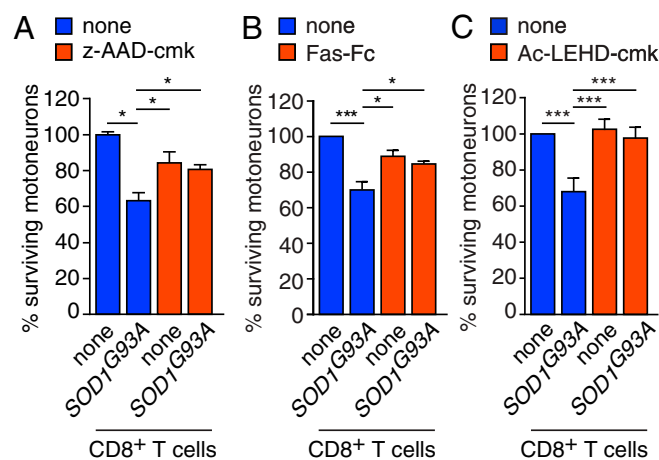 A
none
z-AAD-cmk
% surviving motoneurons
120
100
80
60
40
20
0
*
*
*
none
SOD1G93A
none
SOD1G93A
CD8+ T cells
B
none
Fas-Fc
% surviving motoneurons
120
100
80
60
40
20
0
***
*
*
none
SOD1G93A
none
SOD1G93A
CD8+ T cells
C
none
Ac-LEHD-cmk
% surviving motoneurons
120
100
80
60
40
20
0
***
***
***
none
SOD1G93A
none
SOD1G93A
CD8+ T cells